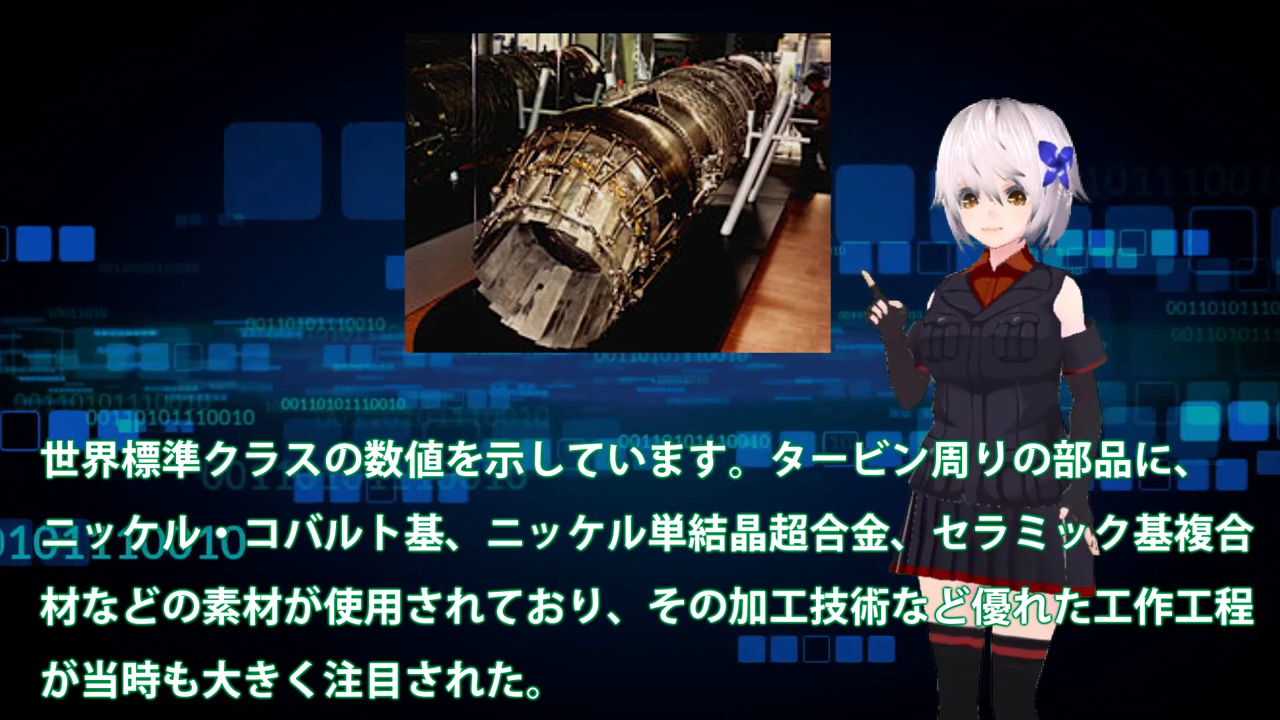 00110101110010
00110101110010
00110101110010
00110101110010
世界標準クラスの数値を示しています。タービン周りの部品に、
ニッケル・コバルト基、ニッケル単結晶超合金、セラミック基複合
材などの素材が使用されており、その加工技術など優れた工作工程
が当時も大きく注目された。